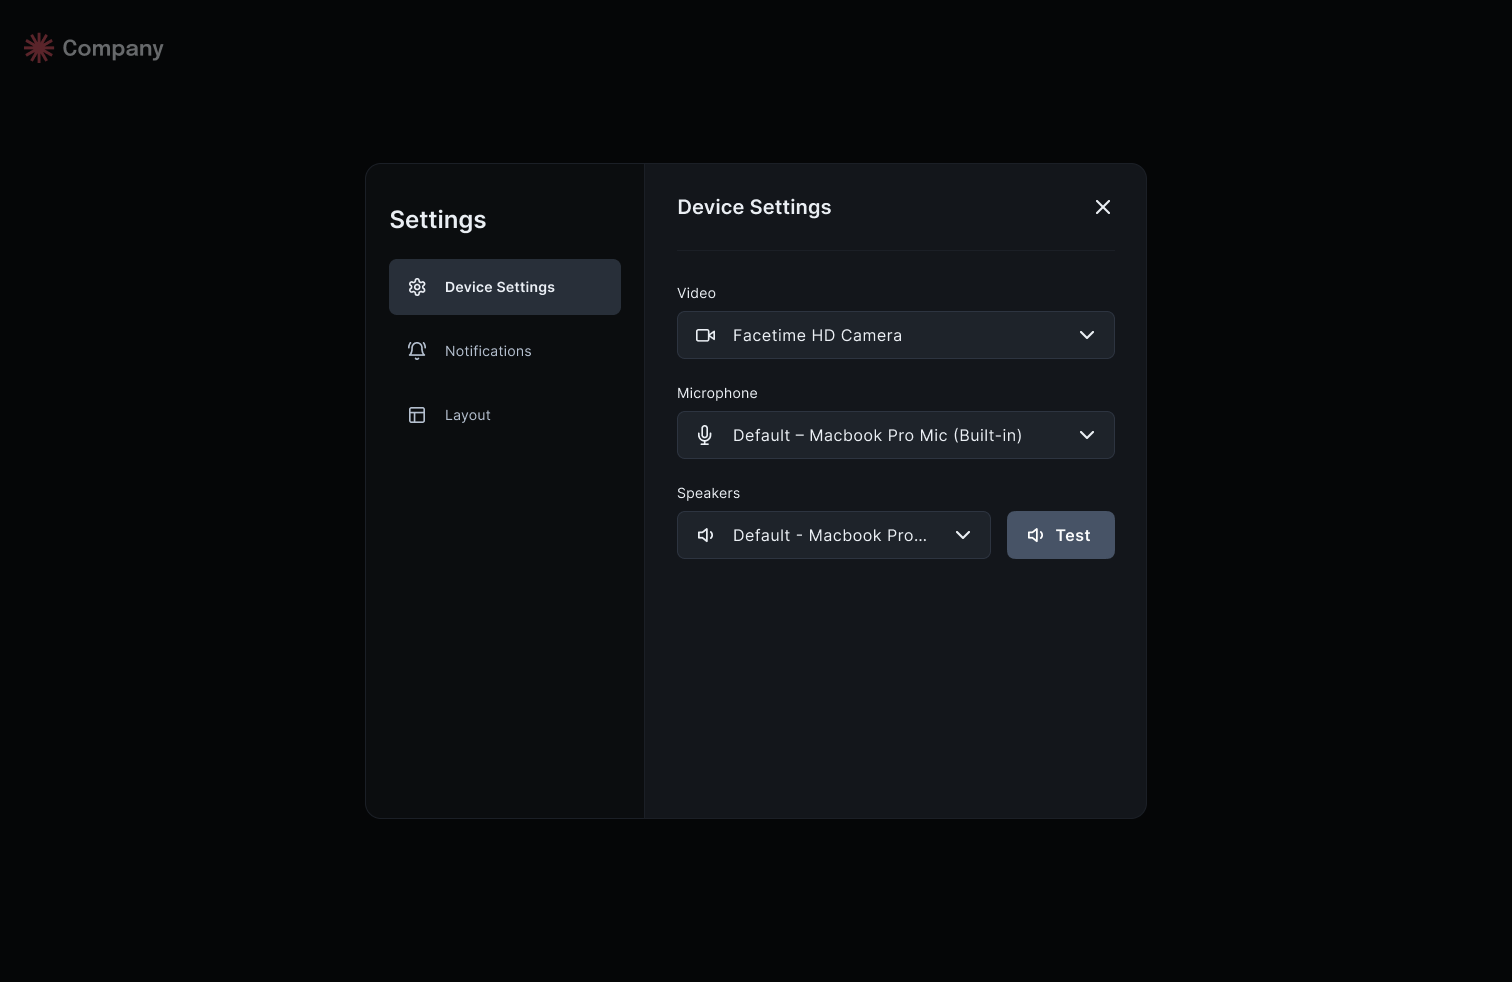 Company
Settings
Device Settings
Notifications
Layout
Device Settings
Video
Facetime HD Camera
Microphone
Default – Macbook Pro Mic (Built-in)
Speakers
Default - Macbook Pro...
Test